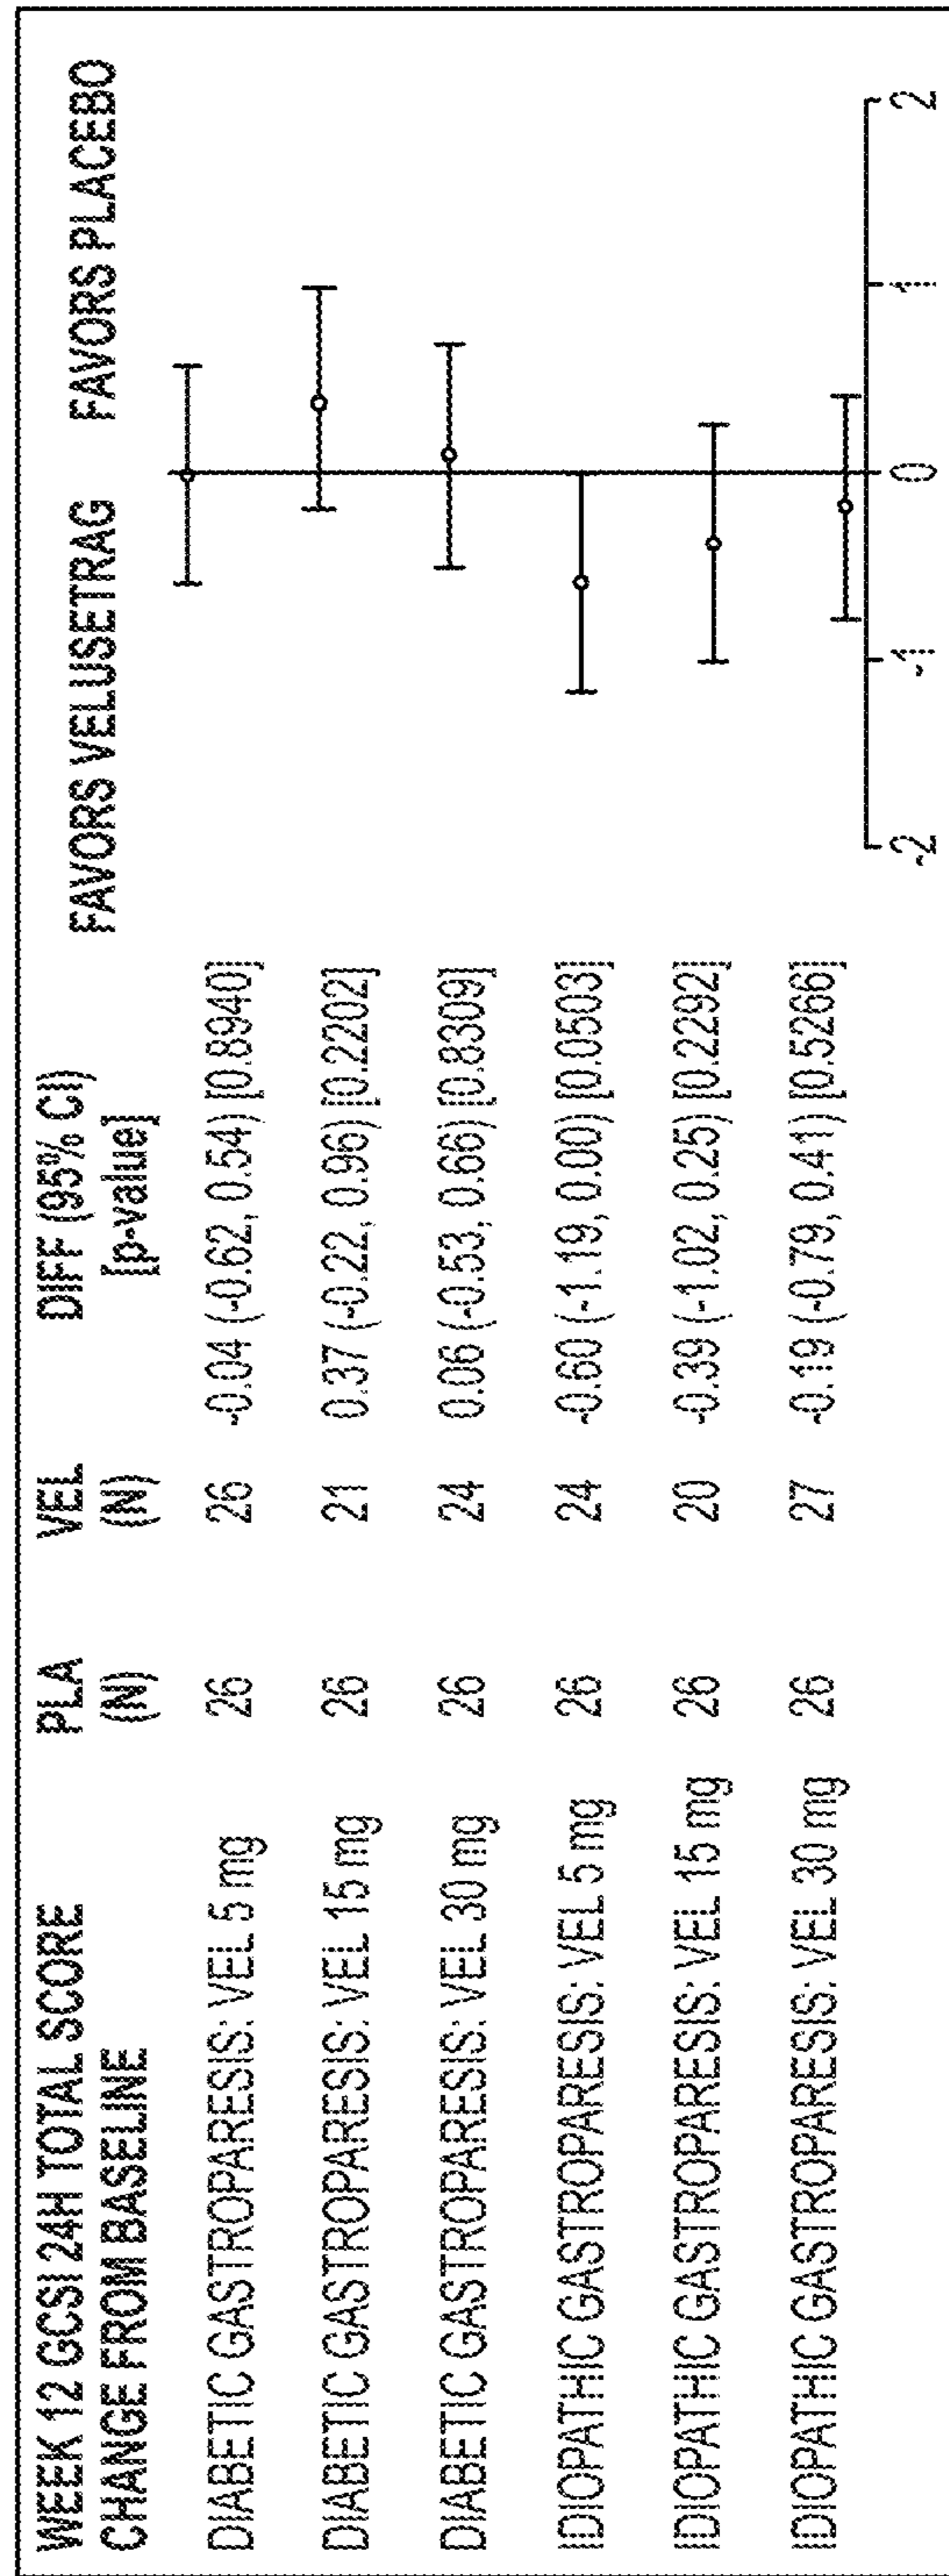 WEEK 12 GCSI 24H TOTAL SCORE CHANGE FROM BASELINE PLA (N) VEL (N) DIFF (95% CI) [p-value] FAVORS VELUSETRAG FAVORS PLACEBO
DIABETIC GASTROPARESIS: VEL 5 mg 26 26 -0.04 (-0.62, 0.54) [0.8940]
DIABETIC GASTROPARESIS: VEL 15 mg 26 21 0.37 (-0.22, 0.96) [0.2202]
DIABETIC GASTROPARESIS: VEL 30 mg 26 24 0.06 (-0.53, 0.66) [0.8309]
IDIOPATHIC GASTROPARESIS: VEL 5 mg 26 24 -0.60 (-1.19, 0.00) [0.0503]
IDIOPATHIC GASTROPARESIS: VEL 15 mg 26 20 -0.39 (-1.02, 0.25) [0.2292]
IDIOPATHIC GASTROPARESIS: VEL 30 mg 26 27 -0.19 (-0.79, 0.41) [0.5266]
-2 -1 0 1 2